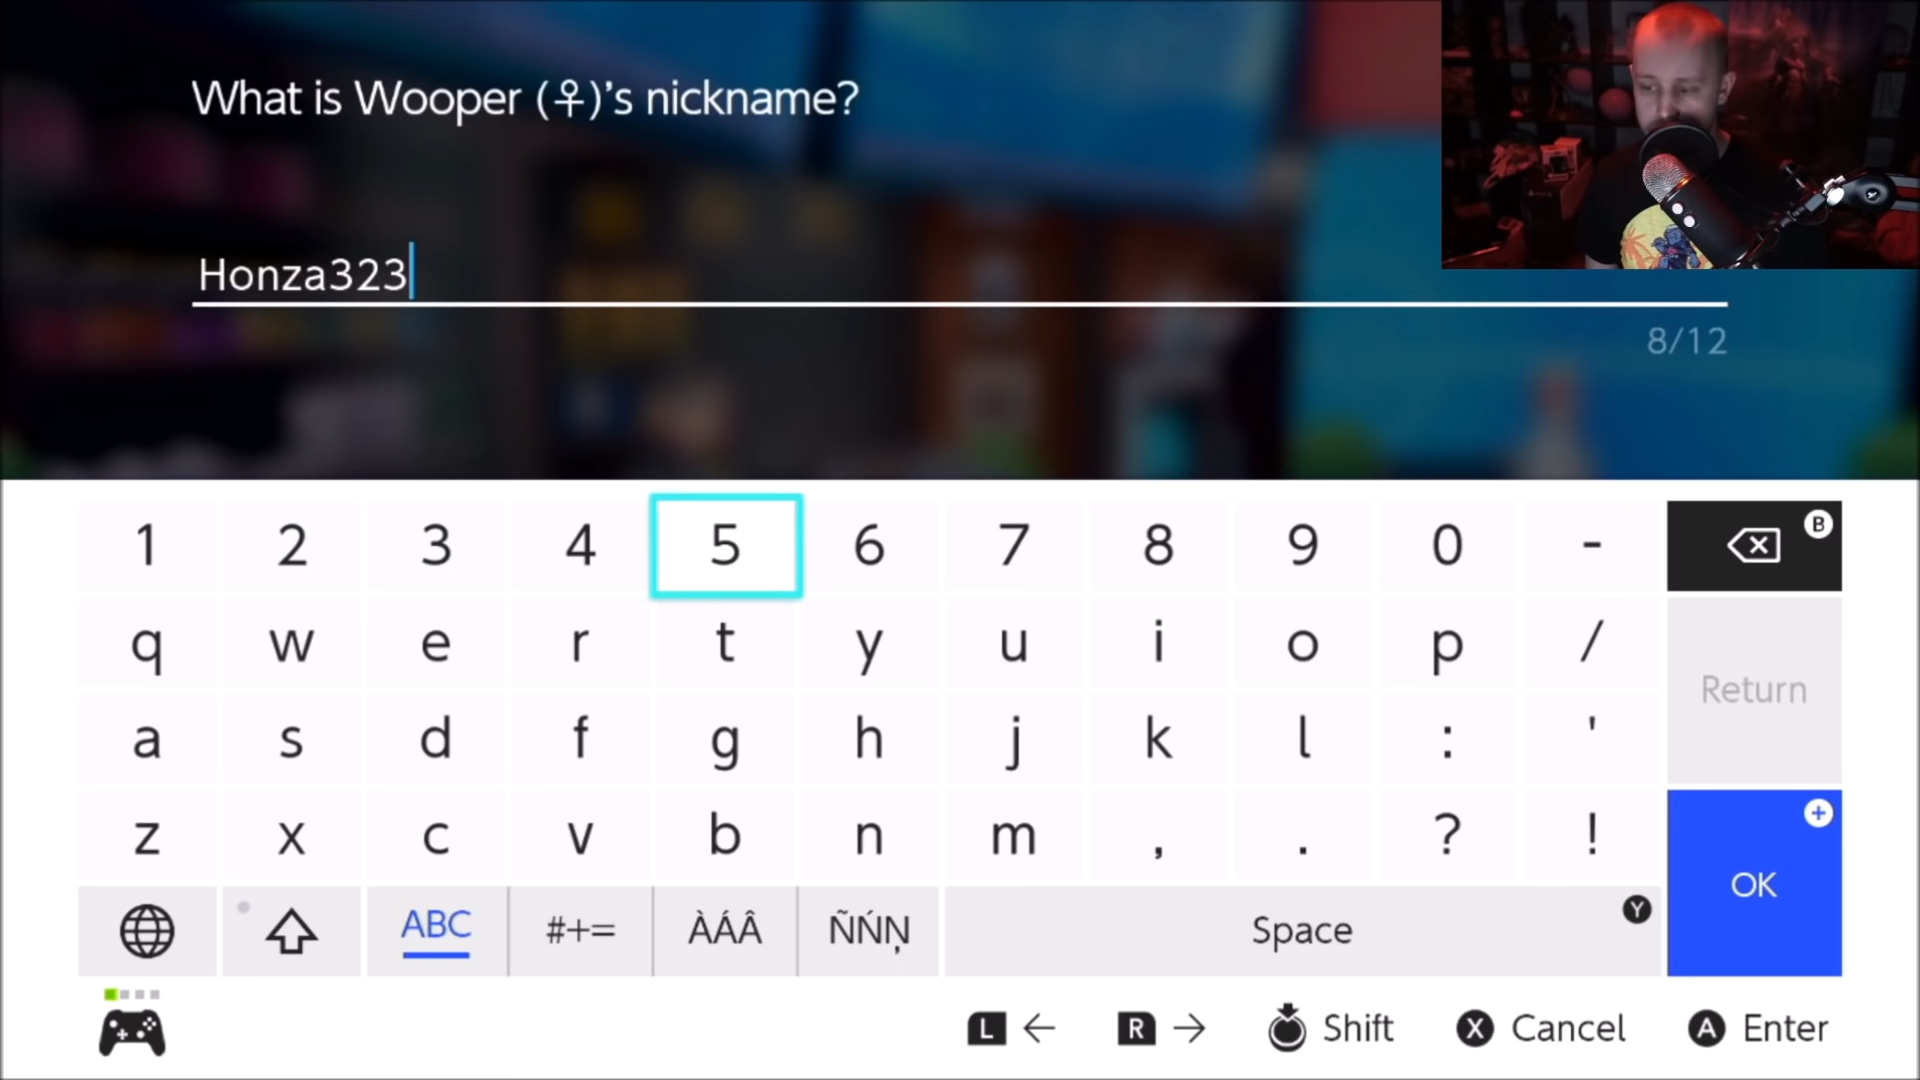 What is Wooper (♀)'s nickname?
Honza323
8/12
1 2 3 4 5 6 7 8 9 0 - B
q w e r t y u i o p /
Return
a s d f g h j k l : '
z x c v b n m , . ? ! +
OK
ABC #+= ÀÁÂ ÑŃŅ Space Y
L ← R → Shift X Cancel A Enter